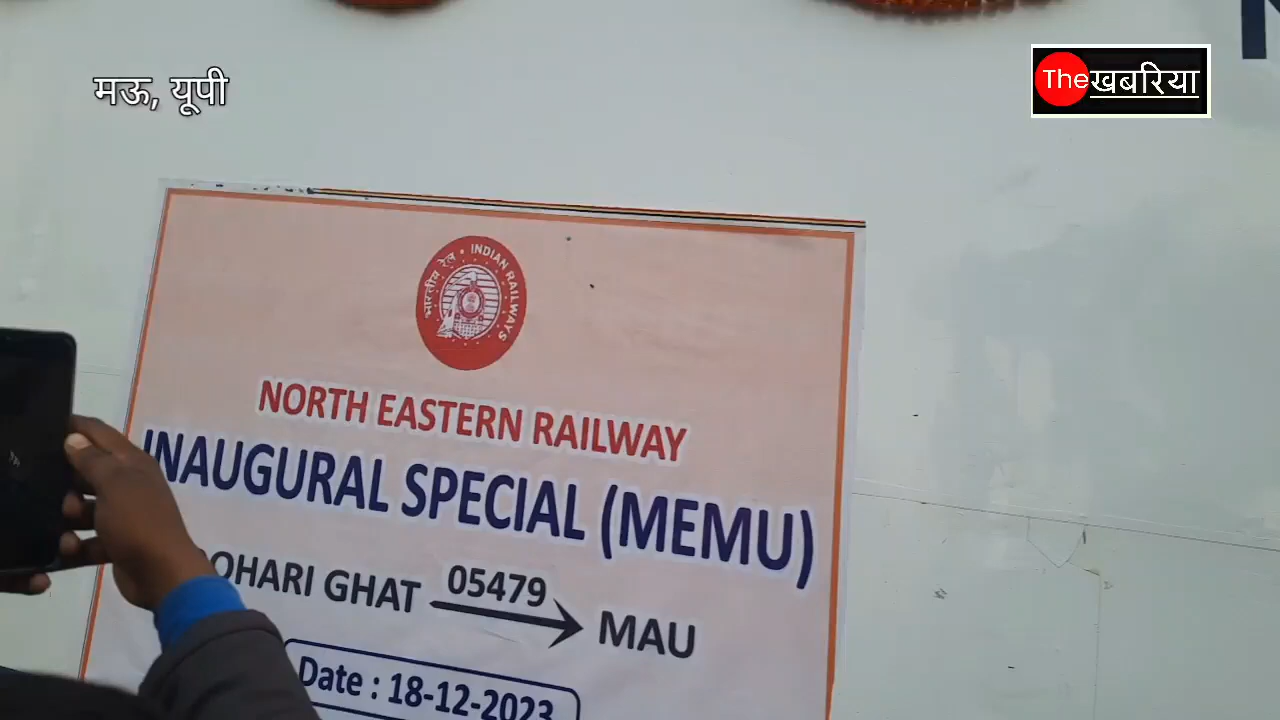 मऊ, यूपी
Theखबरिया
भारतीय रेल • INDIAN RAILWAYS
NORTH EASTERN RAILWAY
INAUGURAL SPECIAL (MEMU)
OHARI GHAT 05479 MAU
Date : 18-12-2023